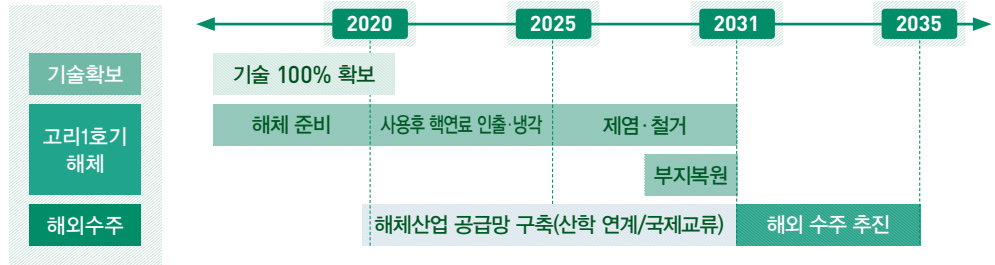 2020 2025 2031 2035
기술확보 기술 100% 확보
고리1호기
해체
해체 준비 사용후 핵연료 인출·냉각 제염·철거
부지복원
해외수주 해체산업 공급망 구축(산학 연계/국제교류) 해외 수주 추진